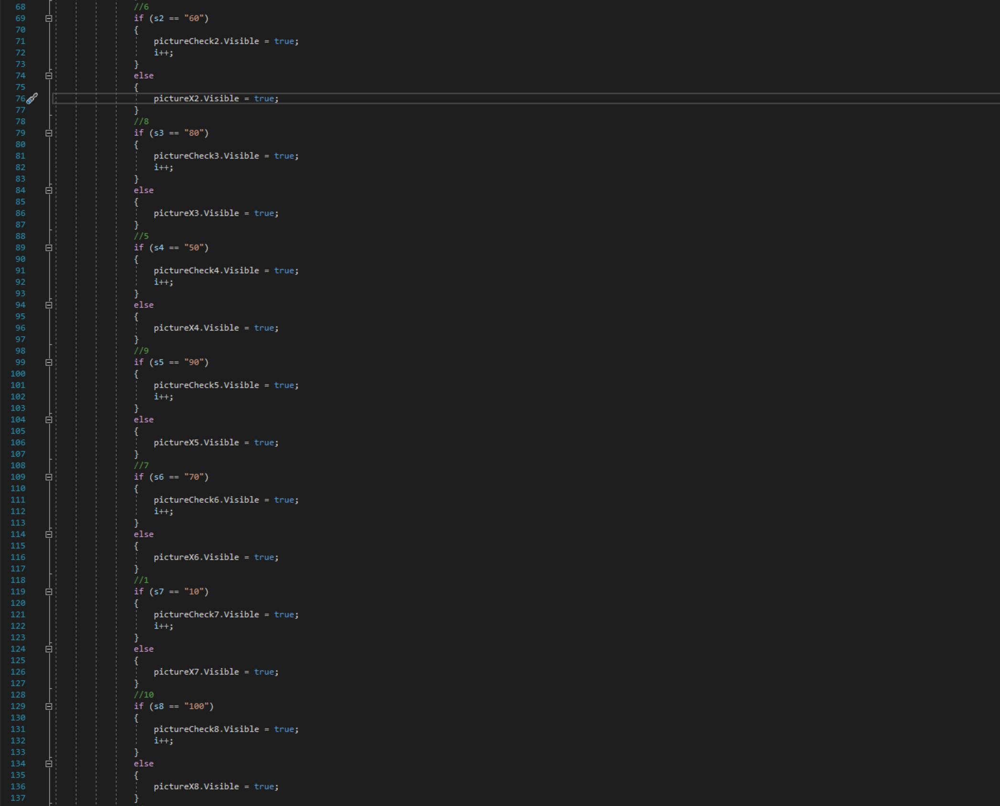 68 //6
69 if (s2 == "60")
70 {
71 pictureCheck2.Visible = true;
72 i++;
73 }
74 else
75 {
76 pictureX2.Visible = true;
77 }
78 //8
79 if (s3 == "80")
80 {
81 pictureCheck3.Visible = true;
82 i++;
83 }
84 else
85 {
86 pictureX3.Visible = true;
87 }
88 //5
89 if (s4 == "50")
90 {
91 pictureCheck4.Visible = true;
92 i++;
93 }
94 else
95 {
96 pictureX4.Visible = true;
97 }
98 //9
99 if (s5 == "90")
100 {
101 pictureCheck5.Visible = true;
102 i++;
103 }
104 else
105 {
106 pictureX5.Visible = true;
107 }
108 //7
109 if (s6 == "70")
110 {
111 pictureCheck6.Visible = true;
112 i++;
113 }
114 else
115 {
116 pictureX6.Visible = true;
117 }
118 //1
119 if (s7 == "10")
120 {
121 pictureCheck7.Visible = true;
122 i++;
123 }
124 else
125 {
126 pictureX7.Visible = true;
127 }
128 //10
129 if (s8 == "100")
130 {
131 pictureCheck8.Visible = true;
132 i++;
133 }
134 else
135 {
136 pictureX8.Visible = true;
137 }